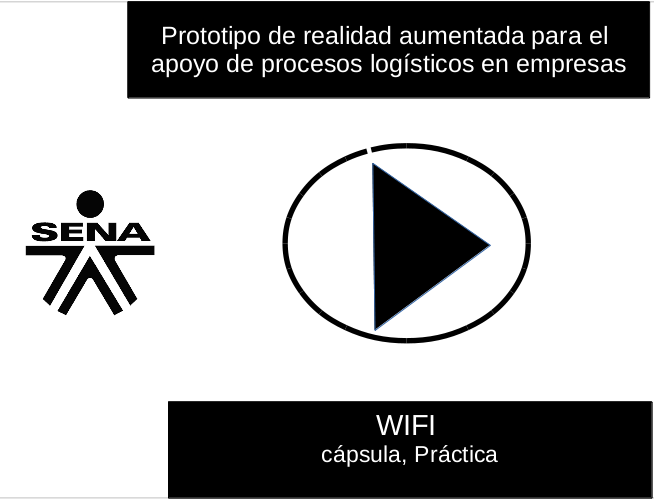 Prototipo de realidad aumentada para el
apoyo de procesos logísticos en empresas
SENA
WIFI
cápsula, Práctica